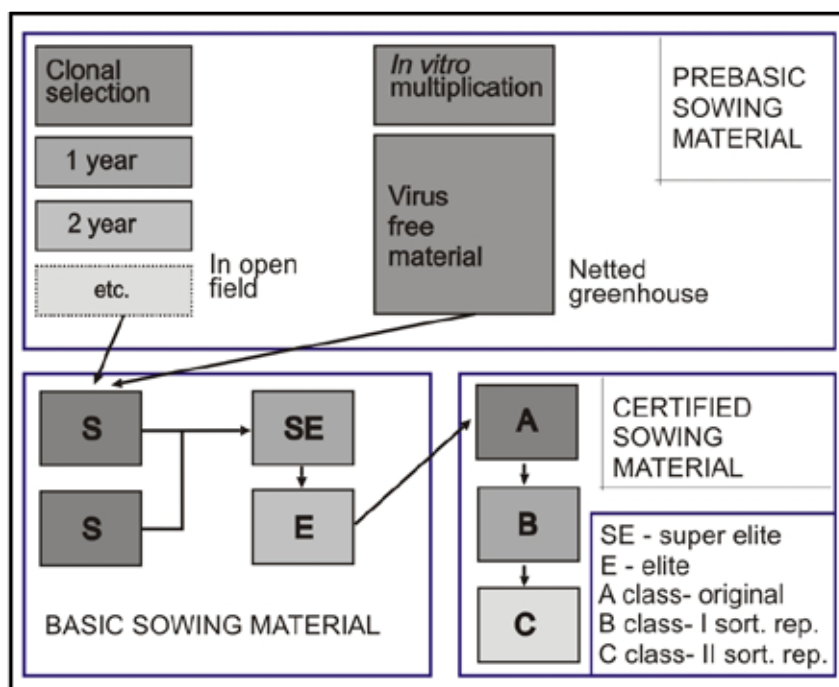 Clonal
selection
1 year
2 year
etc.
In open
field
In vitro
multiplication
Virus
free
material
Netted
greenhouse
PREBASIC
SOWING
MATERIAL
S
S
SE
E
BASIC SOWING MATERIAL
A
B
C
CERTIFIED
SOWING
MATERIAL
SE - super elite
E - elite
A class- original
B class- I sort. rep.
C class- II sort. rep.